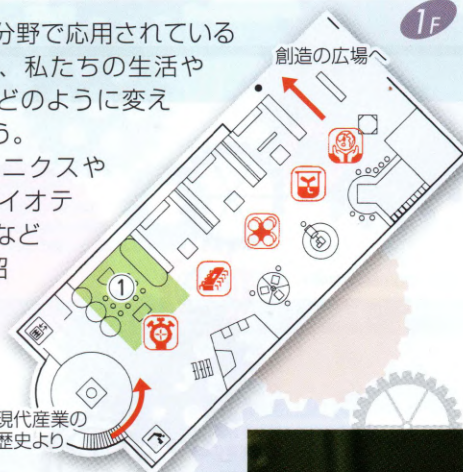 分野で応用されている
、私たちの生活や
どのように変え
う。
ニクスや
イオテ
など
紹
1F
創造の広場へ
1
現代産業の
歴史より